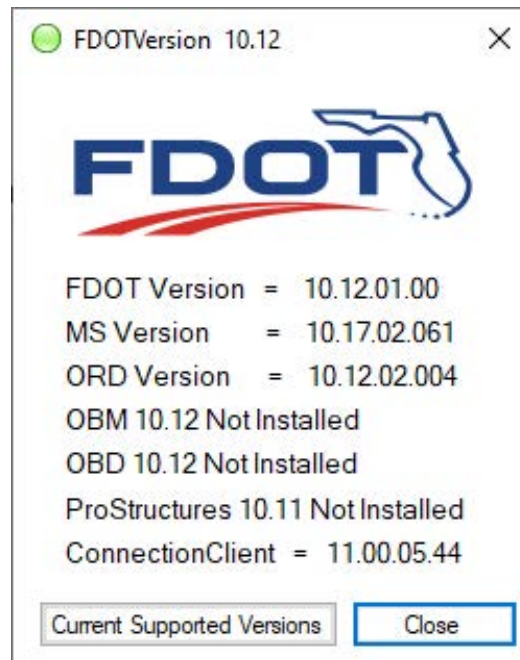 FDOTVersion 10.12
FDOT
FDOT Version = 10.12.01.00
MS Version = 10.17.02.061
ORD Version = 10.12.02.004
OBM 10.12 Not Installed
OBD 10.12 Not Installed
ProStructures 10.11 Not Installed
ConnectionClient = 11.00.05.44
Current Supported Versions
Close